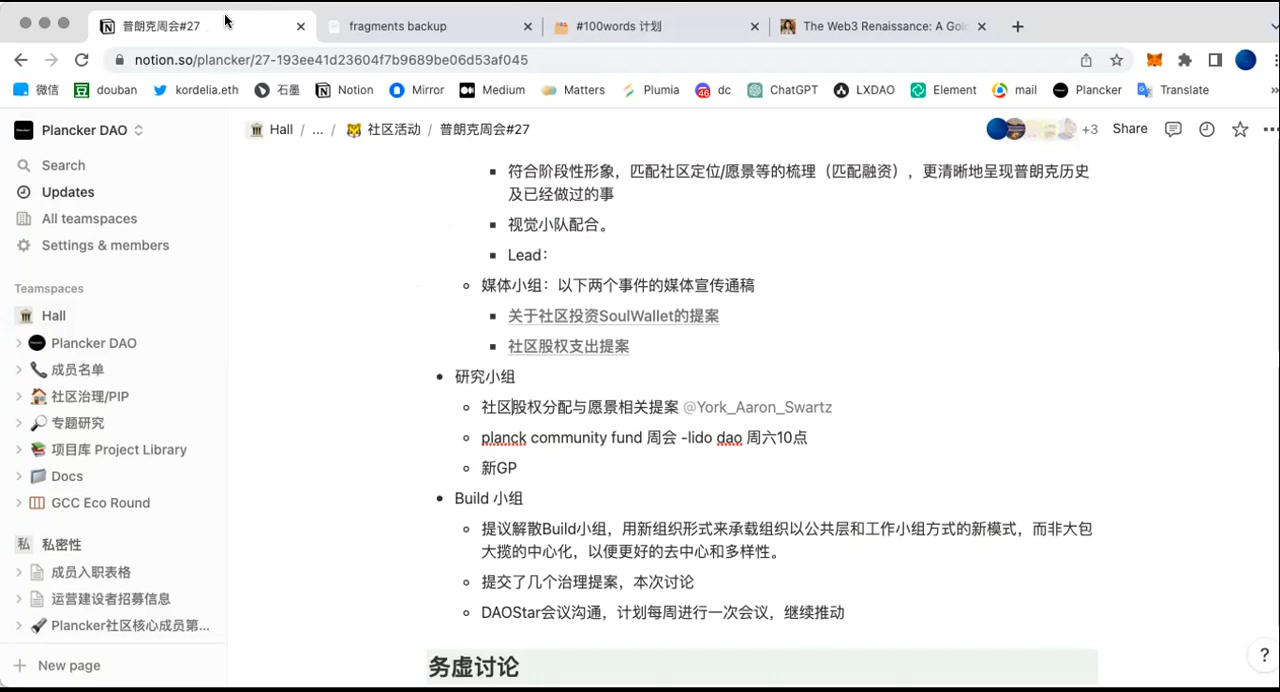 普朗克周会#27
fragments backup
#100words 计划
The Web3 Renaissance: A Gol
notion.so/plancker/27-193ee41d23604f7b9689be06d53af045
微信 douban kordelia.eth 石墨 Notion Mirror Medium Matters Plumia dc ChatGPT LXDAO Element mail Plancker Translate
Plancker DAO
Hall / ... / 社区活动 / 普朗克周会#27
+3 Share
Search
Updates
All teamspaces
Settings & members
Teamspaces
Hall
Plancker DAO
成员名单
社区治理/PIP
专题研究
项目库 Project Library
Docs
GCC Eco Round
私 私密性
成员入职表格
运营建设者招募信息
Plancker社区核心成员第...
New page
符合阶段性形象，匹配社区定位/愿景等的梳理（匹配融资），更清晰地呈现普朗克历史
及已经做过的事
视觉小队配合。
Lead：
媒体小组：以下两个事件的媒体宣传通稿
关于社区投资SoulWallet的提案
社区股权支出提案
研究小组
社区股权分配与愿景相关提案 @York_Aaron_Swartz
planck community fund 周会 -lido dao 周六10点
新GP
Build 小组
提议解散Build小组，用新组织形式来承载组织以公共层和工作小组方式的新模式，而非大包
大揽的中心化，以便更好的去中心和多样性。
提交了几个治理提案，本次讨论
DAOStar会议沟通，计划每周进行一次会议，继续推动
务虚讨论
?